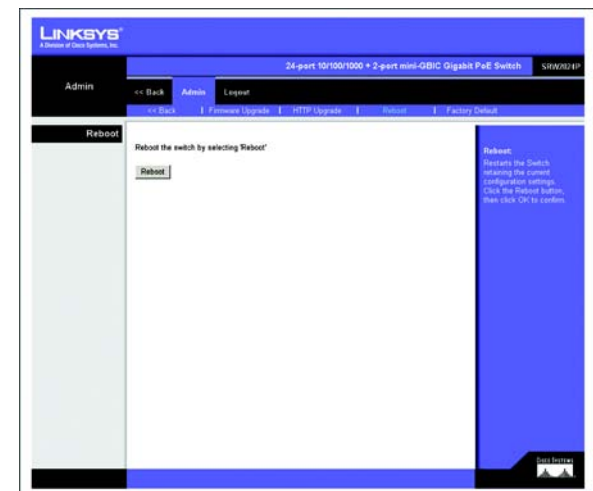 LINKSYS®
A Division of Cisco Systems, Inc.
24-port 10/100/1000 + 2-port mini-GBIC Gigabit PoE Switch SRW2024P
Admin
<< Back Admin Logout
<< Back | Firmware Upgrade | HTTP Upgrade | Reboot | Factory Default
Reboot
Reboot the switch by selecting 'Reboot'
Reboot
Reboot:
Restarts the Switch
retaining the current
configuration settings.
Click the Reboot button,
then click OK to confirm.
CISCO SYSTEMS